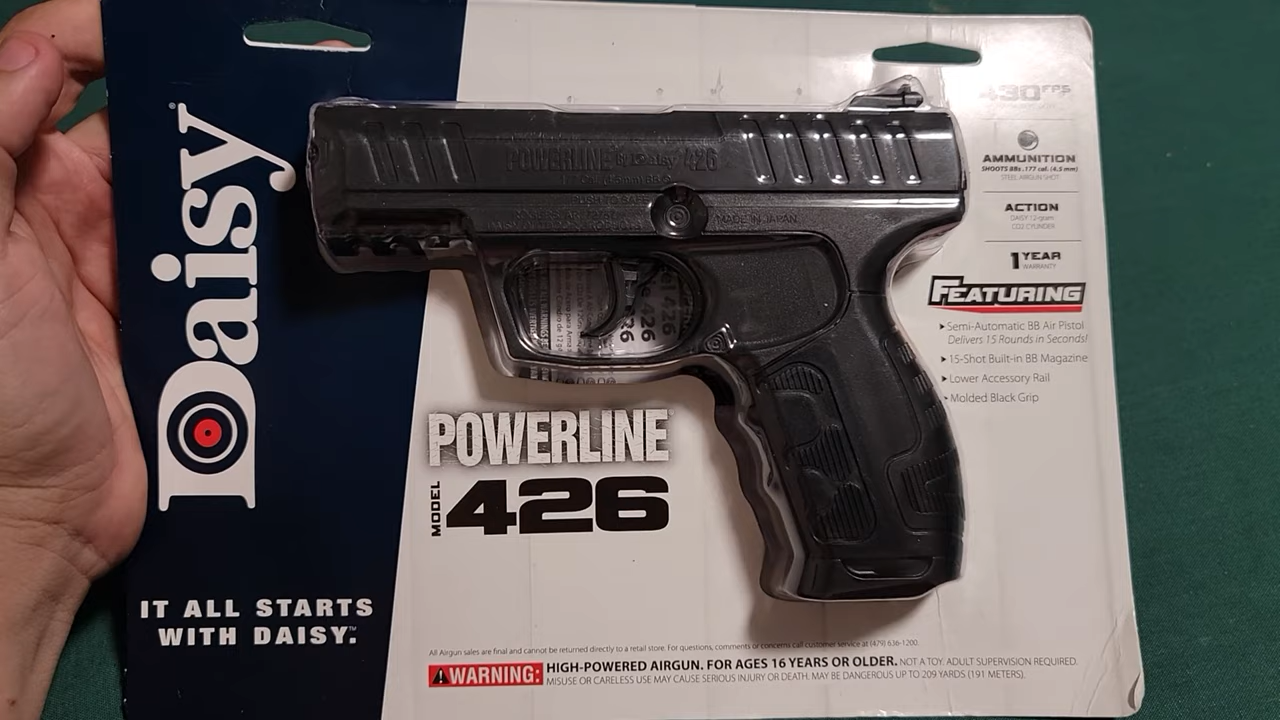 Daisy
IT ALL STARTS
WITH DAISY.™
POWERLINE
MODEL
426
POWERLINE by Daisy 426
MADE IN JAPAN
430 FPS
AMMUNITION
SHOOTS BBs .177 cal. (4.5 mm)
STEEL AIRGUN SHOT
ACTION
DAISY 12-gram
CO2 CYLINDER
1 YEAR
WARRANTY
FEATURING
Semi-Automatic BB Air Pistol
Delivers 15 Rounds in Seconds!
15-Shot Built-in BB Magazine
Lower Accessory Rail
Molded Black Grip
All Airgun sales are final and cannot be returned directly to a retail store. For questions, comments or concerns call customer service at (479) 636-1200.
WARNING: HIGH-POWERED AIRGUN. FOR AGES 16 YEARS OR OLDER. NOT A TOY. ADULT SUPERVISION REQUIRED.
MISUSE OR CARELESS USE MAY CAUSE SERIOUS INJURY OR DEATH. MAY BE DANGEROUS UP TO 209 YARDS (191 METERS).